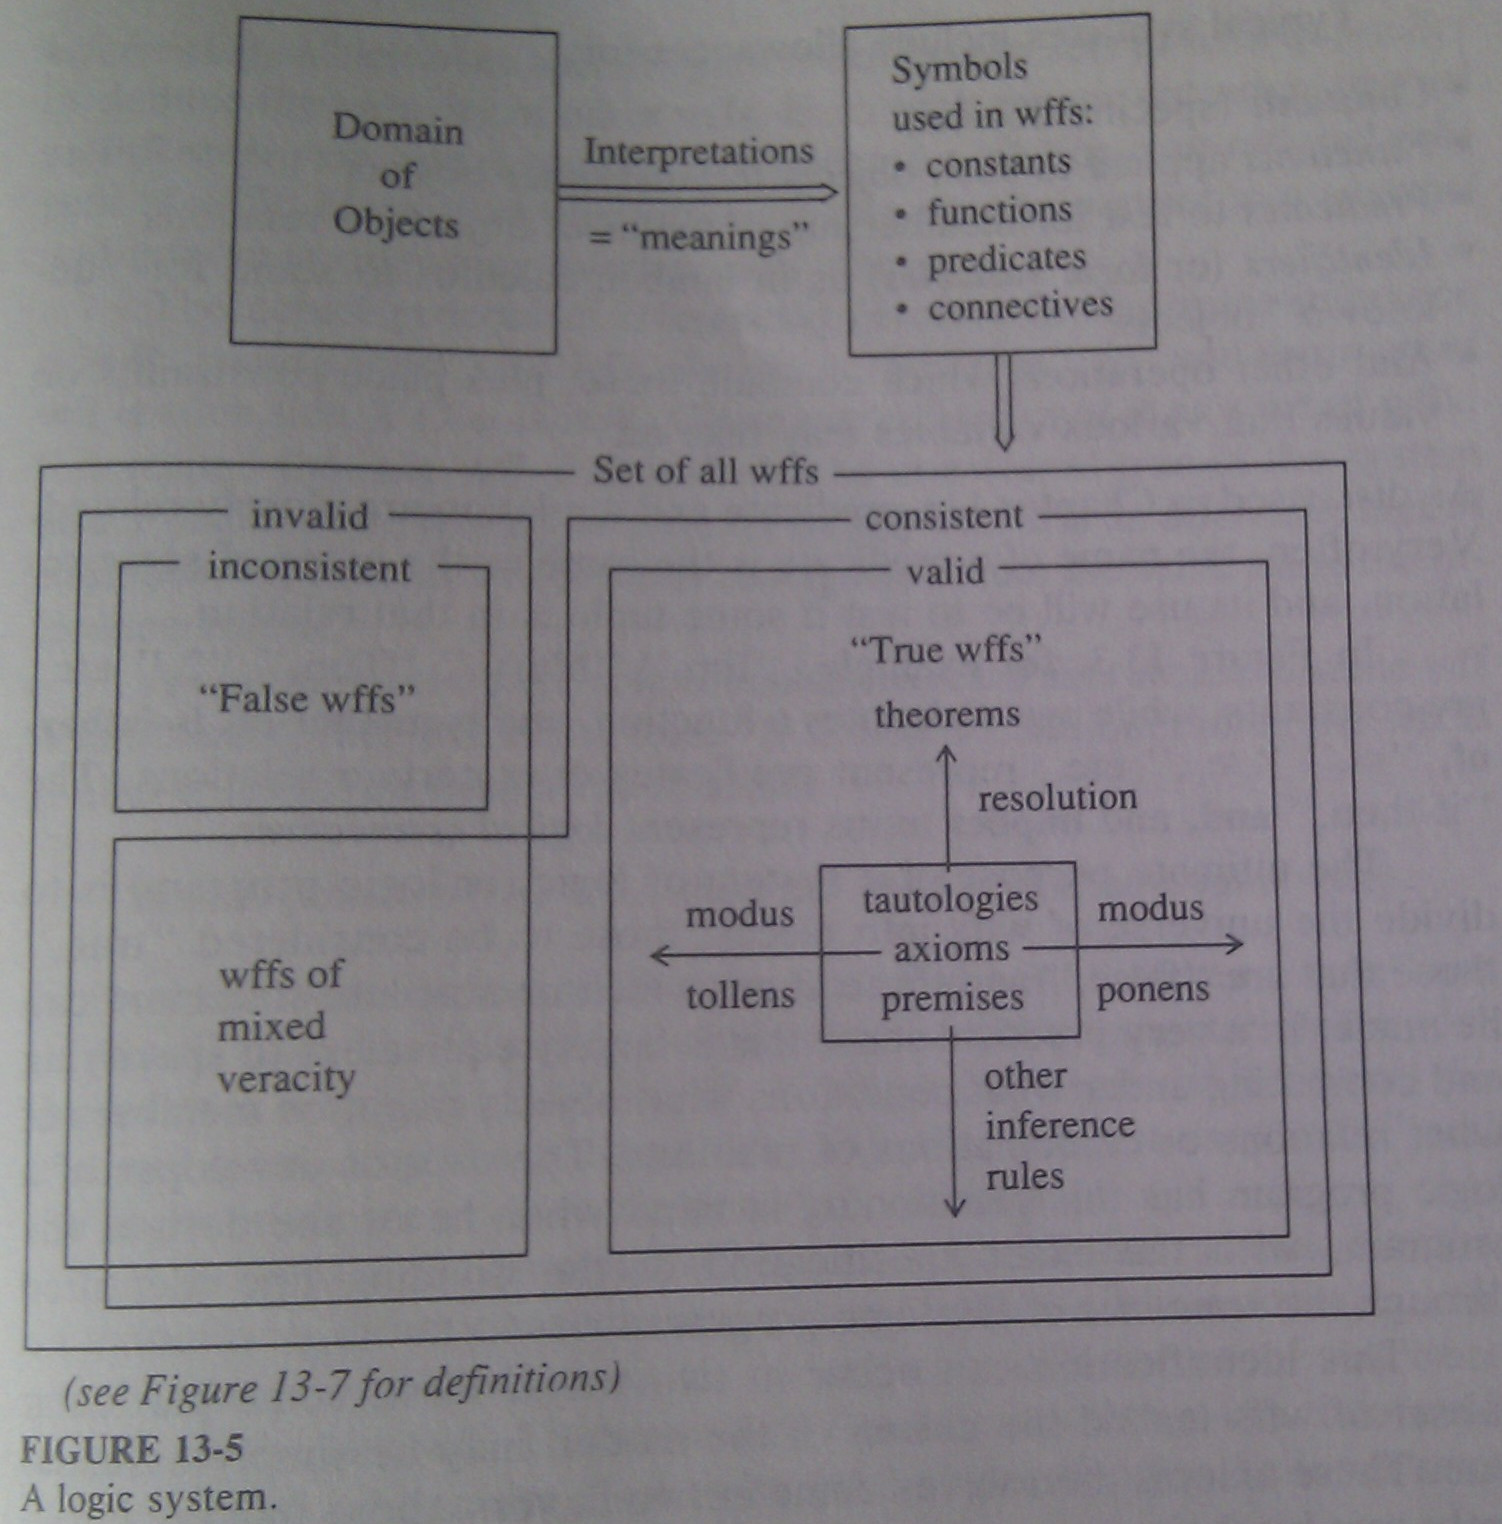 Domain
of
Objects
Interpretations
= “meanings”
Symbols
used in wffs:
• constants
• functions
• predicates
• connectives
Set of all wffs
invalid
inconsistent
“False wffs”
wffs of
mixed
veracity
consistent
valid
“True wffs”
theorems
resolution
modus
tollens
tautologies
axioms
premises
modus
ponens
other
inference
rules
(see Figure 13-7 for definitions)
FIGURE 13-5
A logic system.